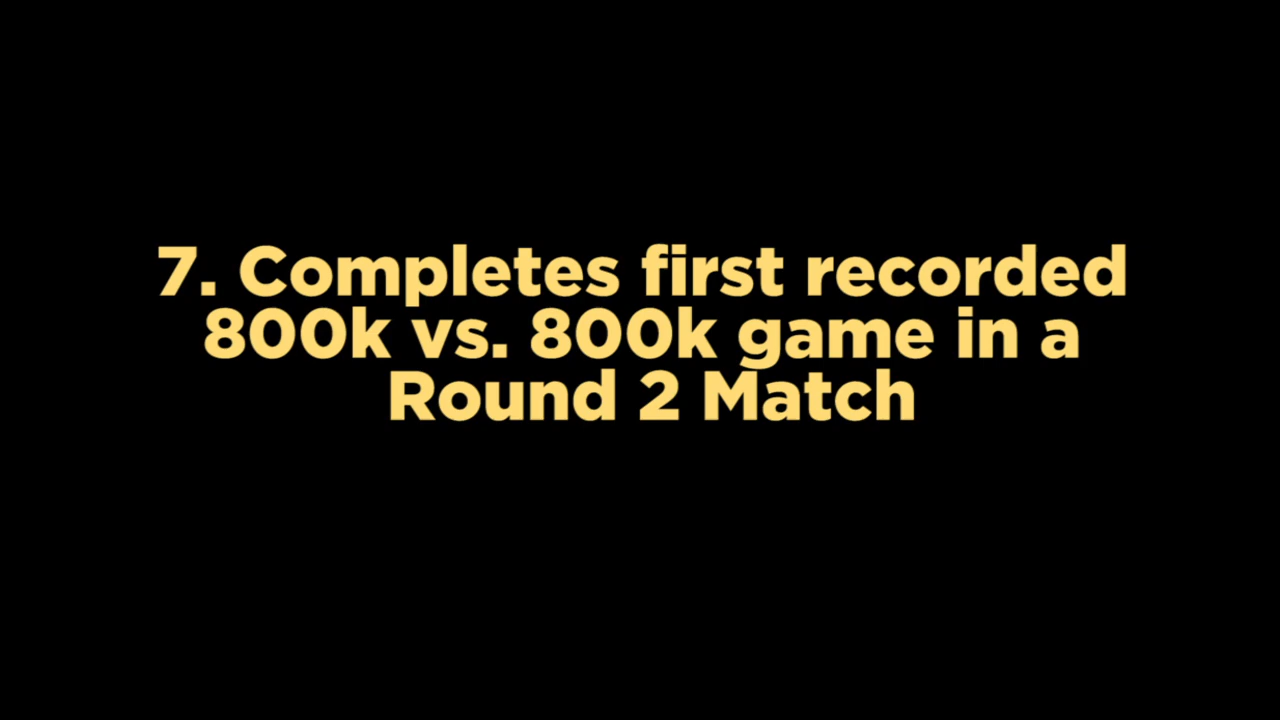 7. Completes first recorded
800k vs. 800k game in a
Round 2 Match